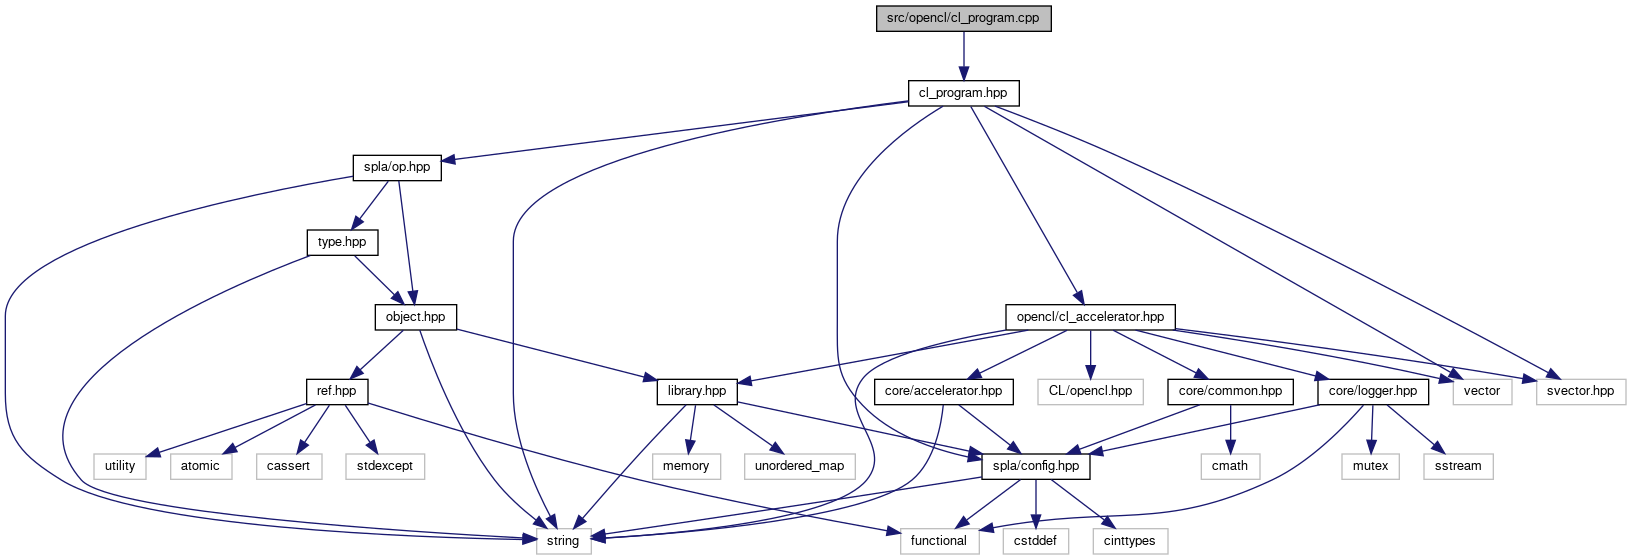 src/opencl/cl_program.cpp
cl_program.hpp
spla/op.hpp
type.hpp
object.hpp
opencl/cl_accelerator.hpp
ref.hpp
library.hpp
core/accelerator.hpp
CL/opencl.hpp
core/common.hpp
core/logger.hpp
vector
svector.hpp
utility
atomic
cassert
stdexcept
memory
unordered_map
spla/config.hpp
cmath
mutex
sstream
string
functional
cstddef
cinttypes